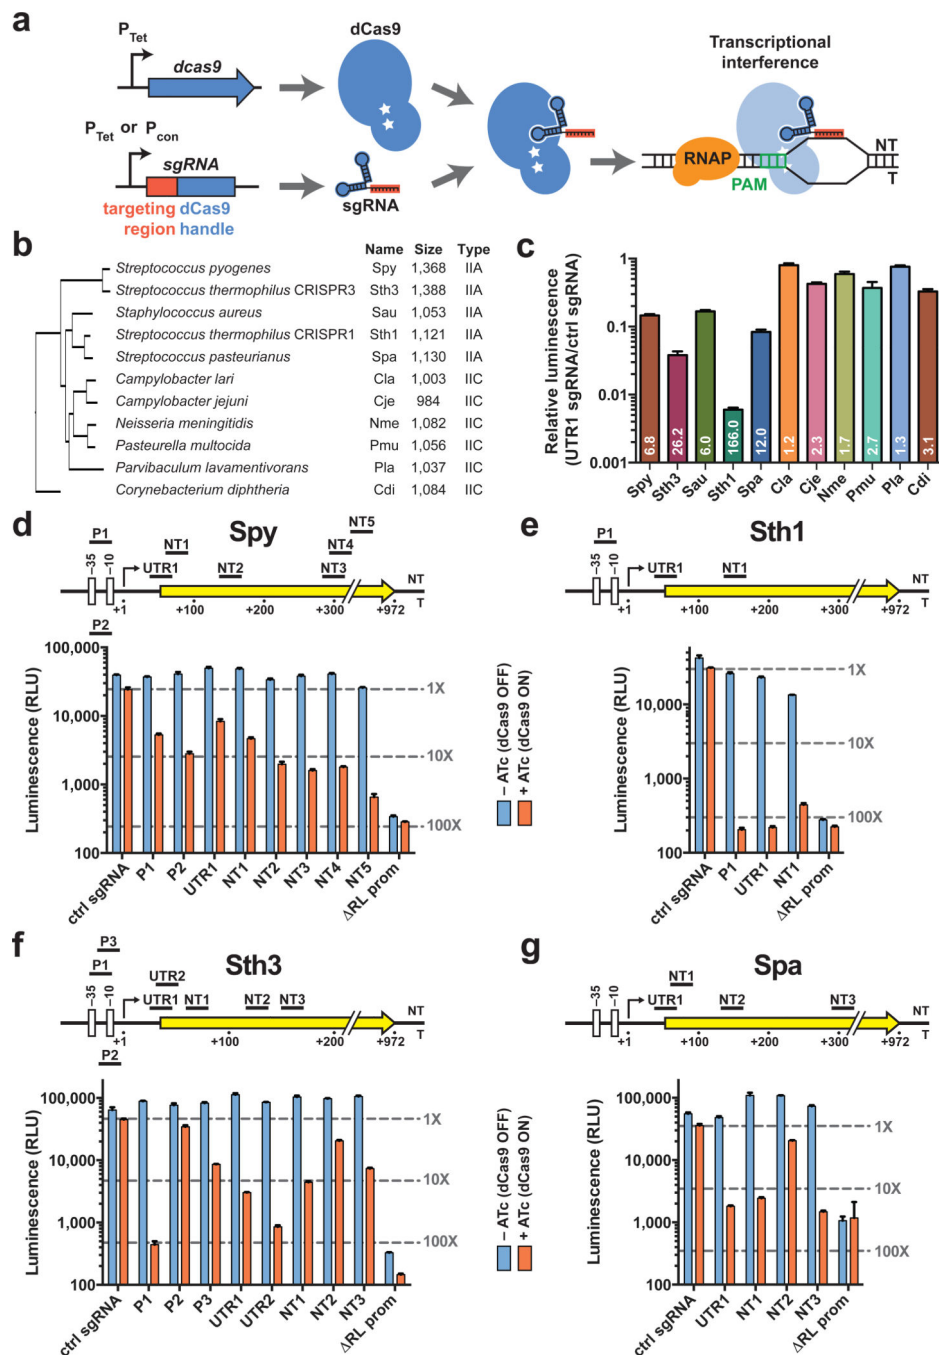 a
P_Tet
dcas9
dCas9
Transcriptional
interference
P_Tet or P_con
sgRNA
targeting dCas9
region handle
sgRNA
RNAP
PAM
NT
T
b
Name Size Type
Streptococcus pyogenes Spy 1,368 IIA
Streptococcus thermophilus CRISPR3 Sth3 1,388 IIA
Staphylococcus aureus Sau 1,053 IIA
Streptococcus thermophilus CRISPR1 Sth1 1,121 IIA
Streptococcus pasteurianus Spa 1,130 IIA
Campylobacter lari Cla 1,003 IIC
Campylobacter jejuni Cje 984 IIC
Neisseria meningitidis Nme 1,082 IIC
Pasteurella multocida Pmu 1,056 IIC
Parvibaculum lavamentivorans Pla 1,037 IIC
Corynebacterium diphtheria Cdi 1,084 IIC
c
Relative luminescence
(UTR1 sgRNA/ctrl sgRNA)
1
0.1
0.01
0.001
6.8 26.2 6.0 166.0 12.0 1.2 2.3 1.7 2.7 1.3 3.1
Spy Sth3 Sau Sth1 Spa Cla Cje Nme Pmu Pla Cdi
d
Spy
P1
NT5
NT1 NT4
–35 –10 UTR1 NT2 NT3
NT
T
+1 +100 +200 +300 +972
P2
Luminescence (RLU)
100,000
10,000
1,000
100
1X
10X
100X
ctrl sgRNA P1 P2 UTR1 NT1 NT2 NT3 NT4 NT5 ΔRL prom
– ATc (dCas9 OFF)
+ ATc (dCas9 ON)
e
Sth1
P1
–35 –10 UTR1 NT1
NT
T
+1 +100 +200 +300 +972
Luminescence (RLU)
10,000
1,000
100
1X
10X
100X
ctrl sgRNA P1 UTR1 NT1 ΔRL prom
f
Sth3
P3
P1 UTR2
–35 –10 UTR1 NT1 NT2 NT3
NT
T
+1 +100 +200 +972
P2
Luminescence (RLU)
100,000
10,000
1,000
100
1X
10X
100X
ctrl sgRNA P1 P2 P3 UTR1 UTR2 NT1 NT2 NT3 ΔRL prom
– ATc (dCas9 OFF)
+ ATc (dCas9 ON)
g
Spa
NT1
–35 –10 UTR1 NT2 NT3
NT
T
+1 +100 +200 +300 +972
Luminescence (RLU)
100,000
10,000
1,000
100
1X
10X
100X
ctrl sgRNA UTR1 NT1 NT2 NT3 ΔRL prom